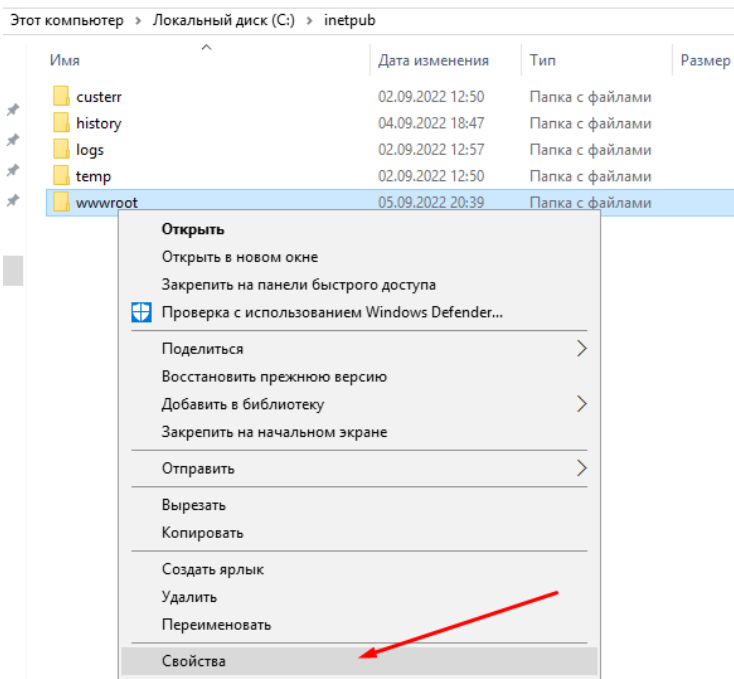 Этот компьютер > Локальный диск (C:) > inetpub
Имя Дата изменения Тип Размер
custerr 02.09.2022 12:50 Папка с файлами
history 04.09.2022 18:47 Папка с файлами
logs 02.09.2022 12:57 Папка с файлами
temp 02.09.2022 12:50 Папка с файлами
wwwroot 05.09.2022 20:39 Папка с файлами
Открыть
Открыть в новом окне
Закрепить на панели быстрого доступа
Проверка с использованием Windows Defender...
Поделиться
Восстановить прежнюю версию
Добавить в библиотеку
Закрепить на начальном экране
Отправить
Вырезать
Копировать
Создать ярлык
Удалить
Переименовать
Свойства